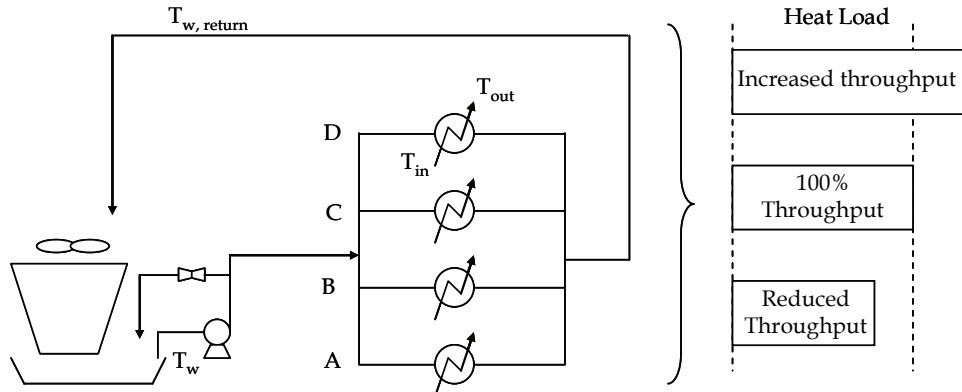 T_w, return
Heat Load
Increased throughput
T_out
D
T_in
100%
Throughput
C
B
Reduced
Throughput
T_w
A